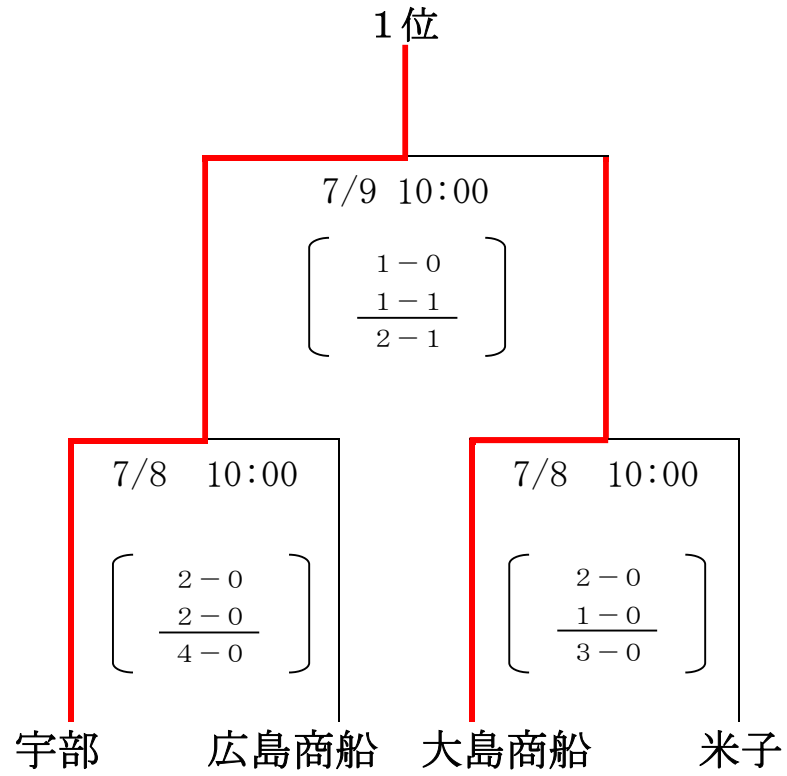 １位
7/9 10:00
１－０
１－１
２－１
7/8　10:00
7/8　10:00
２－０
２－０
４－０
２－０
１－０
３－０
宇部
広島商船
大島商船
米子